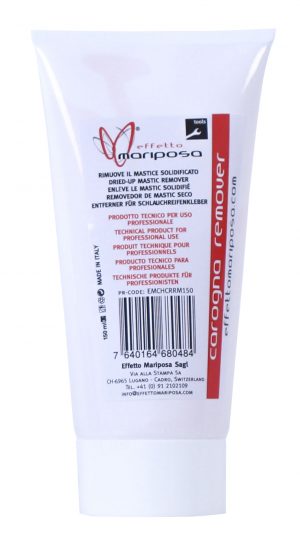 effetto
mariposa
®
tools
RIMUOVE IL MASTICE SOLIDIFICATO
DRIED-UP MASTIC REMOVER
ENLÈVE LE MASTIC SOLIDIFIÉ
REMOVEDOR DE MASTIC SECO
ENTFERNER FÜR SCHLAUCHREIFENKLEBER
PRODOTTO TECNICO PER USO
PROFESSIONALE
TECHNICAL PRODUCT FOR
PROFESSIONAL USE
PRODUIT TECHNIQUE POUR
PROFESSIONNELS
PRODUCTO TECNICO PARA
PROFESIONALES
TECHNISCHE PRODUKTE FÜR
PROFESSIONISTEN
PR-CODE: EMCHCRRM150
7 640164 680484
Effetto Mariposa Sagl
VIA ALLA STAMPA 5A
CH-6965 LUGANO - CADRO, SWITZERLAND
TEL. +41 (0) 91 2102109
INFO@EFFETTOMARIPOSA.COM
150 ml
MADE IN ITALY
carogna remover
effettomariposa.com